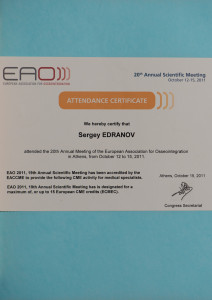 EAO
EUROPEAN ASSOCIATION FOR OSSEOINTEGRATION
20th Annual Scientific Meeting
October 12-15, 2011
ATTENDANCE CERTIFICATE
We hereby certify that
Sergey EDRANOV
attended the 20th Annual Meeting of the European Association for Osseointegration
in Athens, from October 12 to 15, 2011.
EAO 2011, 19th Annual Scientific Meeting has been accredited by the
EACCME to provide the following CME activity for medical specialists.
EAO 2011, 19th Annual Scientific Meeting has is designated for a
maximum of, or up to 15 European CME credits (ECMEC).
Athens, October 15, 2011
Congress Secretariat